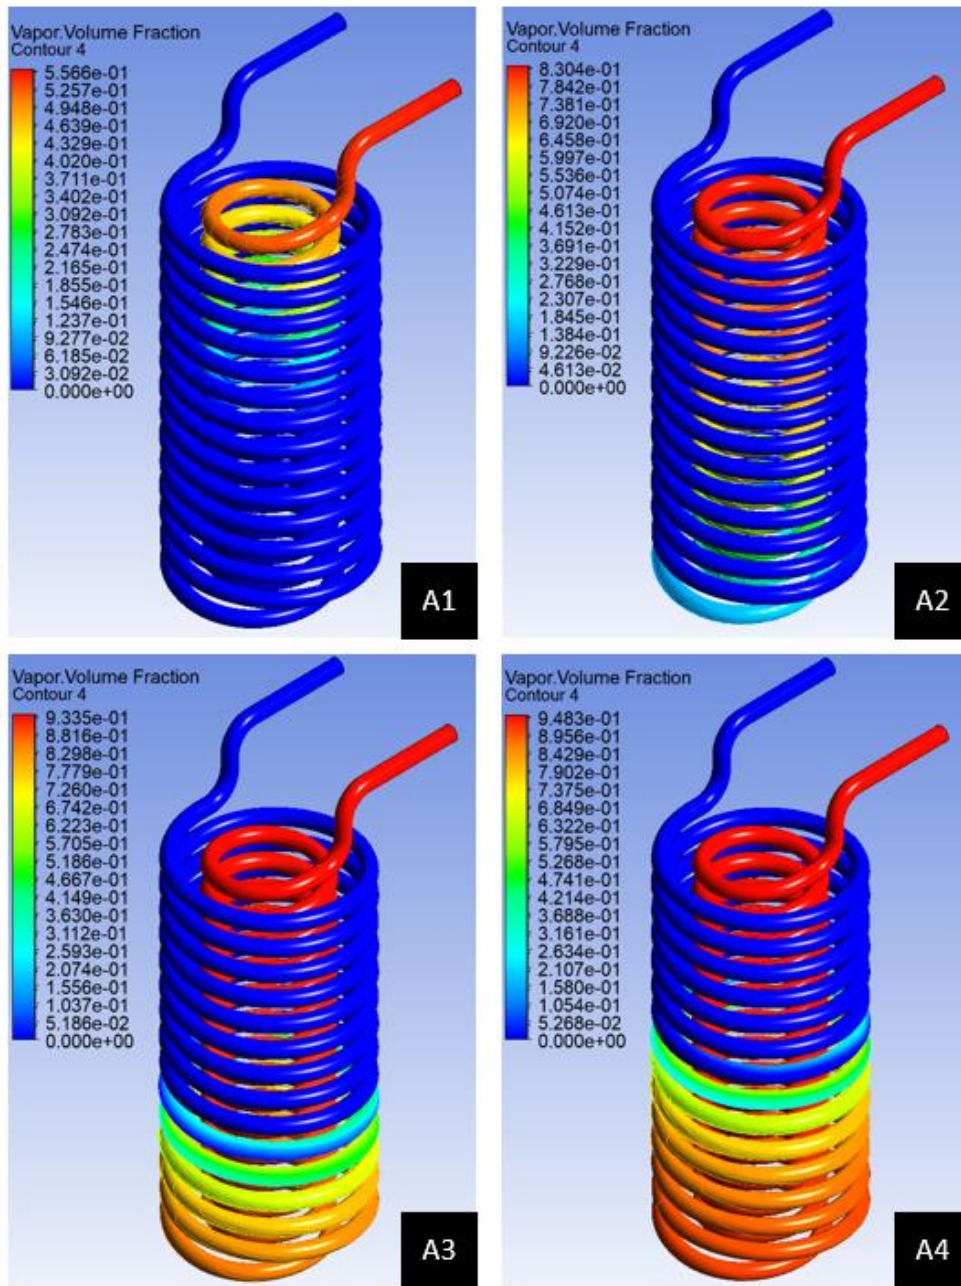 Vapor.Volume Fraction
Contour 4
5.566e-01
5.257e-01
4.948e-01
4.639e-01
4.329e-01
4.020e-01
3.711e-01
3.402e-01
3.092e-01
2.783e-01
2.474e-01
2.165e-01
1.855e-01
1.546e-01
1.237e-01
9.277e-02
6.185e-02
3.092e-02
0.000e+00
A1
Vapor.Volume Fraction
Contour 4
8.304e-01
7.842e-01
7.381e-01
6.920e-01
6.458e-01
5.997e-01
5.536e-01
5.074e-01
4.613e-01
4.152e-01
3.691e-01
3.229e-01
2.768e-01
2.307e-01
1.845e-01
1.384e-01
9.226e-02
4.613e-02
0.000e+00
A2
Vapor.Volume Fraction
Contour 4
9.335e-01
8.816e-01
8.298e-01
7.779e-01
7.260e-01
6.742e-01
6.223e-01
5.705e-01
5.186e-01
4.667e-01
4.149e-01
3.630e-01
3.112e-01
2.593e-01
2.074e-01
1.556e-01
1.037e-01
5.186e-02
0.000e+00
A3
Vapor.Volume Fraction
Contour 4
9.483e-01
8.956e-01
8.429e-01
7.902e-01
7.375e-01
6.849e-01
6.322e-01
5.795e-01
5.268e-01
4.741e-01
4.214e-01
3.688e-01
3.161e-01
2.634e-01
2.107e-01
1.580e-01
1.054e-01
5.268e-02
0.000e+00
A4